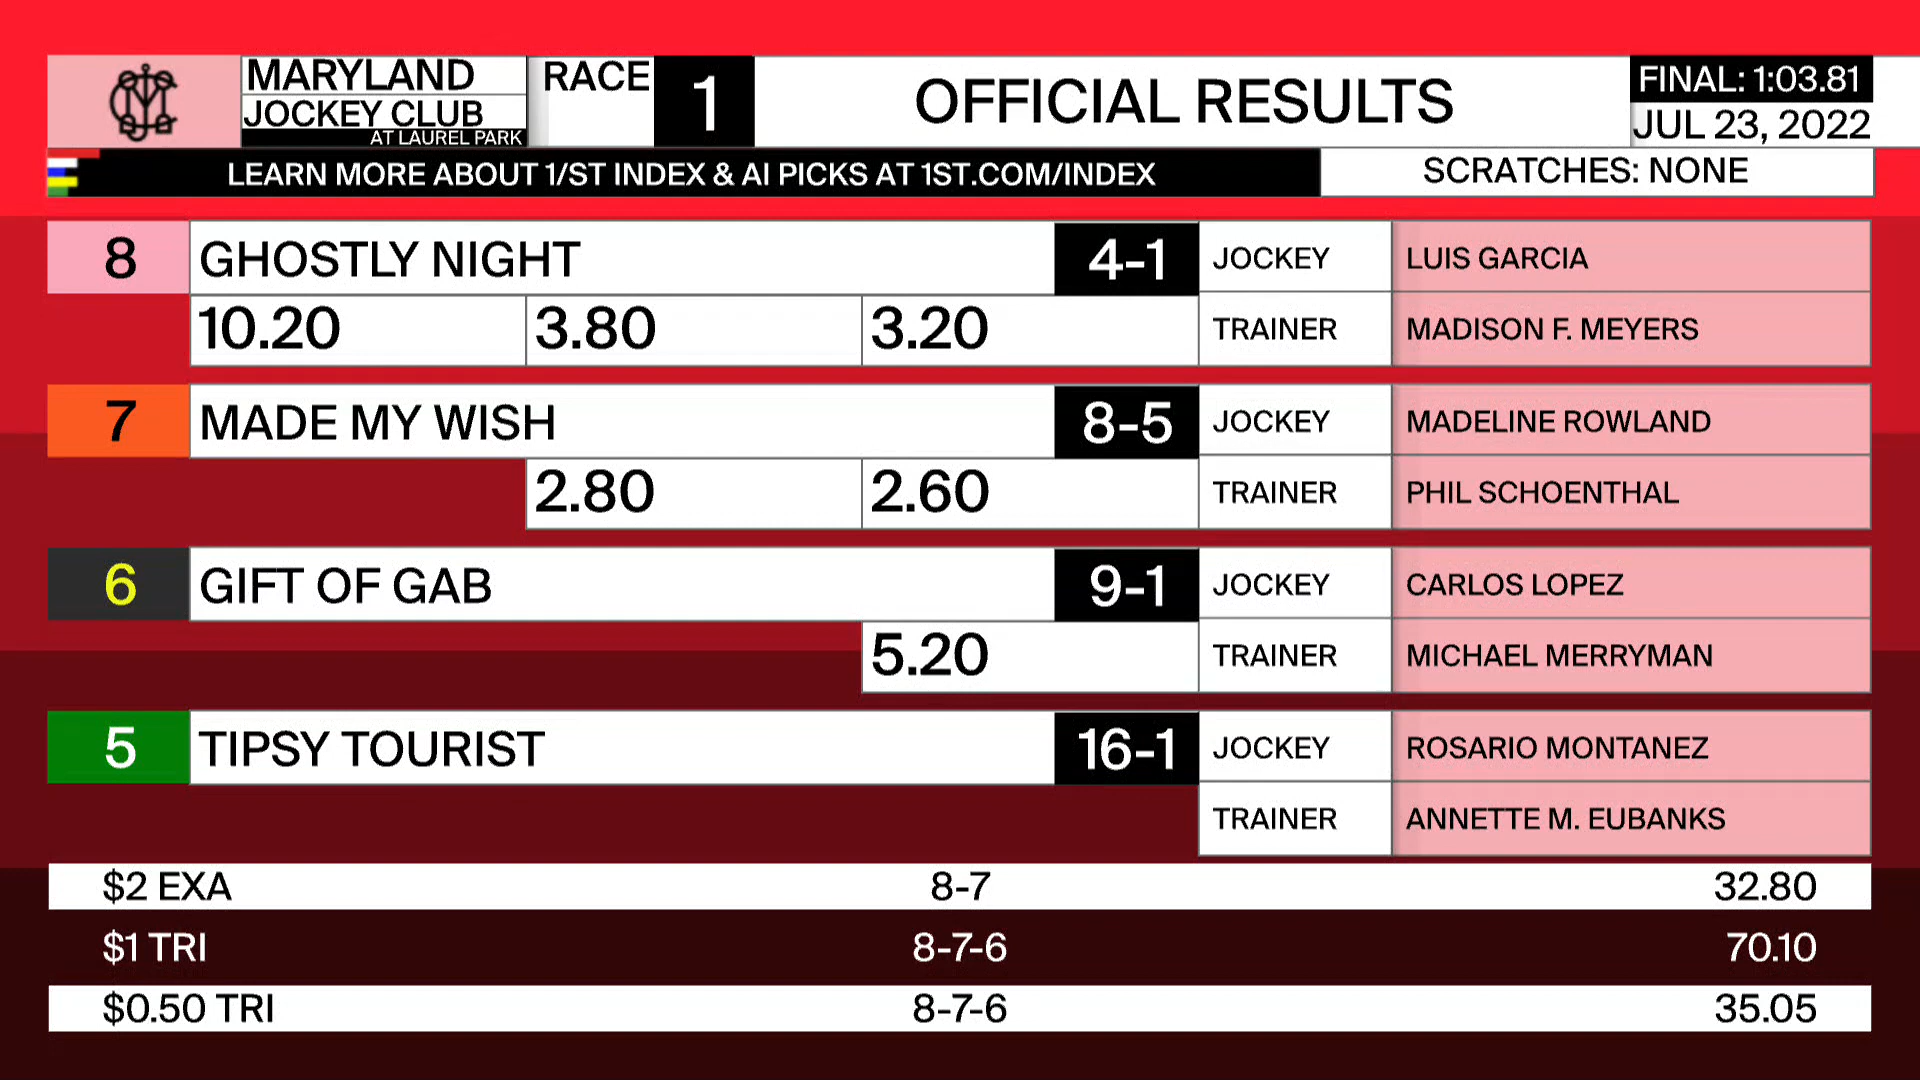 MARYLAND
JOCKEY CLUB
AT LAUREL PARK
RACE 1
OFFICIAL RESULTS
FINAL: 1:03.81
JUL 23, 2022
LEARN MORE ABOUT 1/ST INDEX & AI PICKS AT 1ST.COM/INDEX
SCRATCHES: NONE
8 GHOSTLY NIGHT 4-1 JOCKEY LUIS GARCIA
10.20 3.80 3.20 TRAINER MADISON F. MEYERS
7 MADE MY WISH 8-5 JOCKEY MADELINE ROWLAND
2.80 2.60 TRAINER PHIL SCHOENTHAL
6 GIFT OF GAB 9-1 JOCKEY CARLOS LOPEZ
5.20 TRAINER MICHAEL MERRYMAN
5 TIPSY TOURIST 16-1 JOCKEY ROSARIO MONTANEZ
TRAINER ANNETTE M. EUBANKS
$2 EXA 8-7 32.80
$1 TRI 8-7-6 70.10
$0.50 TRI 8-7-6 35.05